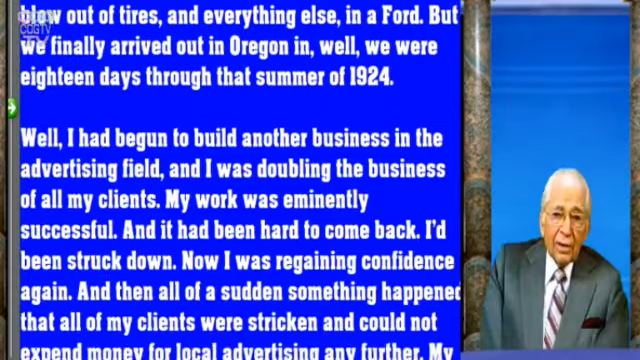 CGGTV
blow out of tires, and everything else, in a Ford. But
we finally arrived out in Oregon in, well, we were
eighteen days through that summer of 1924.
Well, I had begun to build another business in the
advertising field, and I was doubling the business
of all my clients. My work was eminently
successful. And it had been hard to come back. I'd
been struck down. Now I was regaining confidence
again. And then all of a sudden something happened
that all of my clients were stricken and could not
expend money for local advertising any further. My